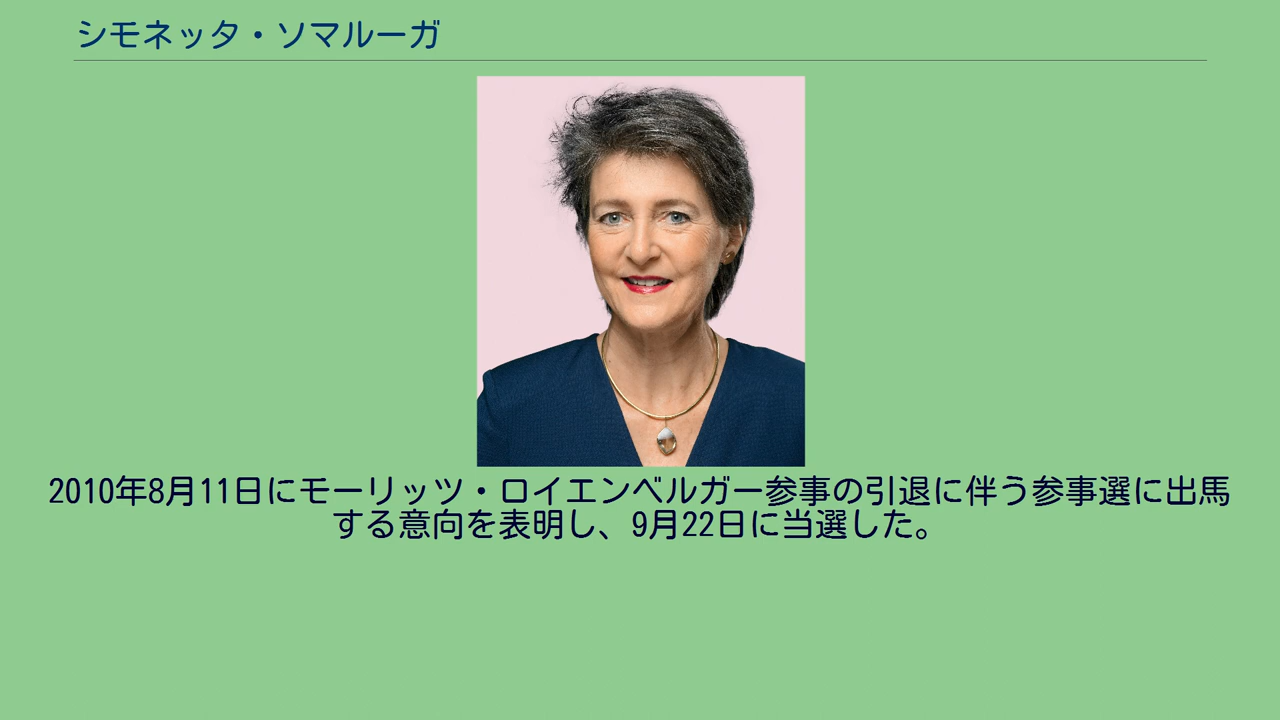 シモネッタ・ソマルーガ
2010年8月11日にモーリッツ・ロイエンベルガー参事の引退に伴う参事選に出馬
する意向を表明し、9月22日に当選した。